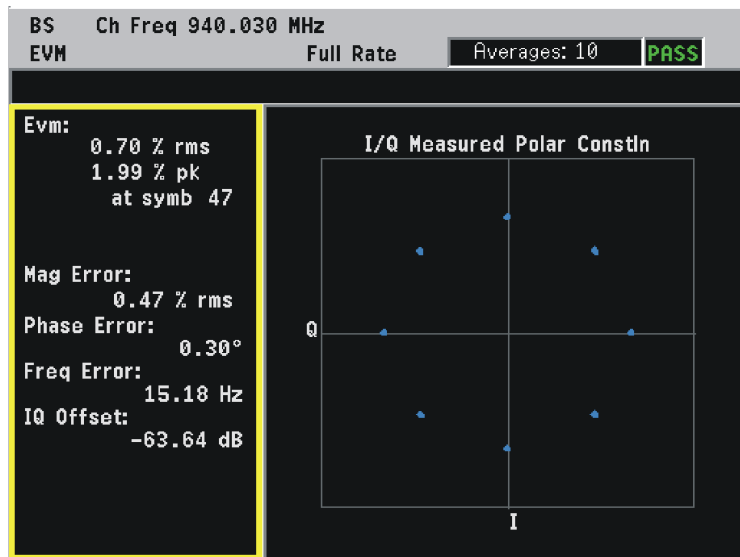 BS Ch Freq 940.030 MHz
EVM Full Rate Averages: 10 PASS
Evm:
0.70 % rms
1.99 % pk
at symb 47
Mag Error:
0.47 % rms
Phase Error:
0.30°
Freq Error:
15.18 Hz
IQ Offset:
-63.64 dB
I/Q Measured Polar Constln
Q
I